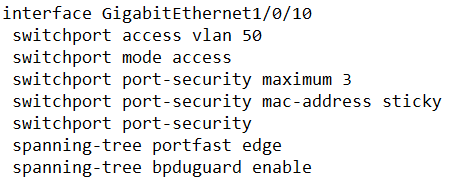 interface GigabitEthernet1/0/10
switchport access vlan 50
switchport mode access
switchport port-security maximum 3
switchport port-security mac-address sticky
switchport port-security
spanning-tree portfast edge
spanning-tree bpduguard enable